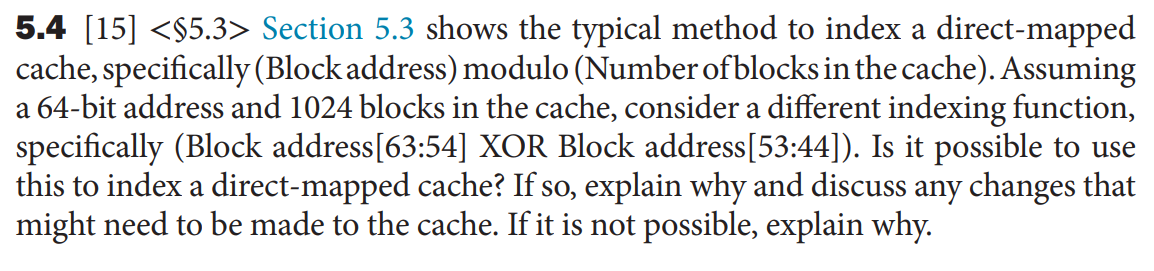 5.4 [15] <§5.3> Section 5.3 shows the typical method to index a direct-mapped
cache, specifically (Block address) modulo (Number of blocks in the cache). Assuming
a 64-bit address and 1024 blocks in the cache, consider a different indexing function,
specifically (Block address[63:54] XOR Block address[53:44]). Is it possible to use
this to index a direct-mapped cache? If so, explain why and discuss any changes that
might need to be made to the cache. If it is not possible, explain why.